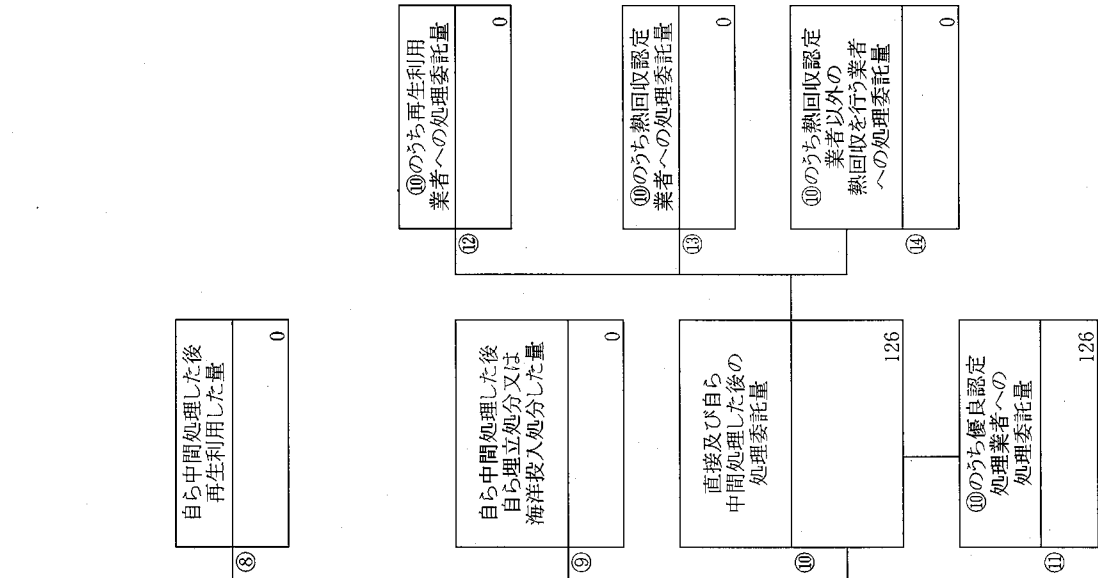 ⑧
自ら中間処理した後
再生利用した量
0
⑨
自ら中間処理した後
自ら埋立処分又は
海洋投入処分した量
0
⑩
直接及び自ら
中間処理した後の
処理委託量
126
⑪
⑩のうち優良認定
処理業者への
処理委託量
126
⑫
⑩のうち再生利用
業者への処理委託量
0
⑬
⑩のうち熱回収認定
業者への処理委託量
0
⑭
⑩のうち熱回収認定
業者以外の
熱回収を行う業者
への処理委託量
0